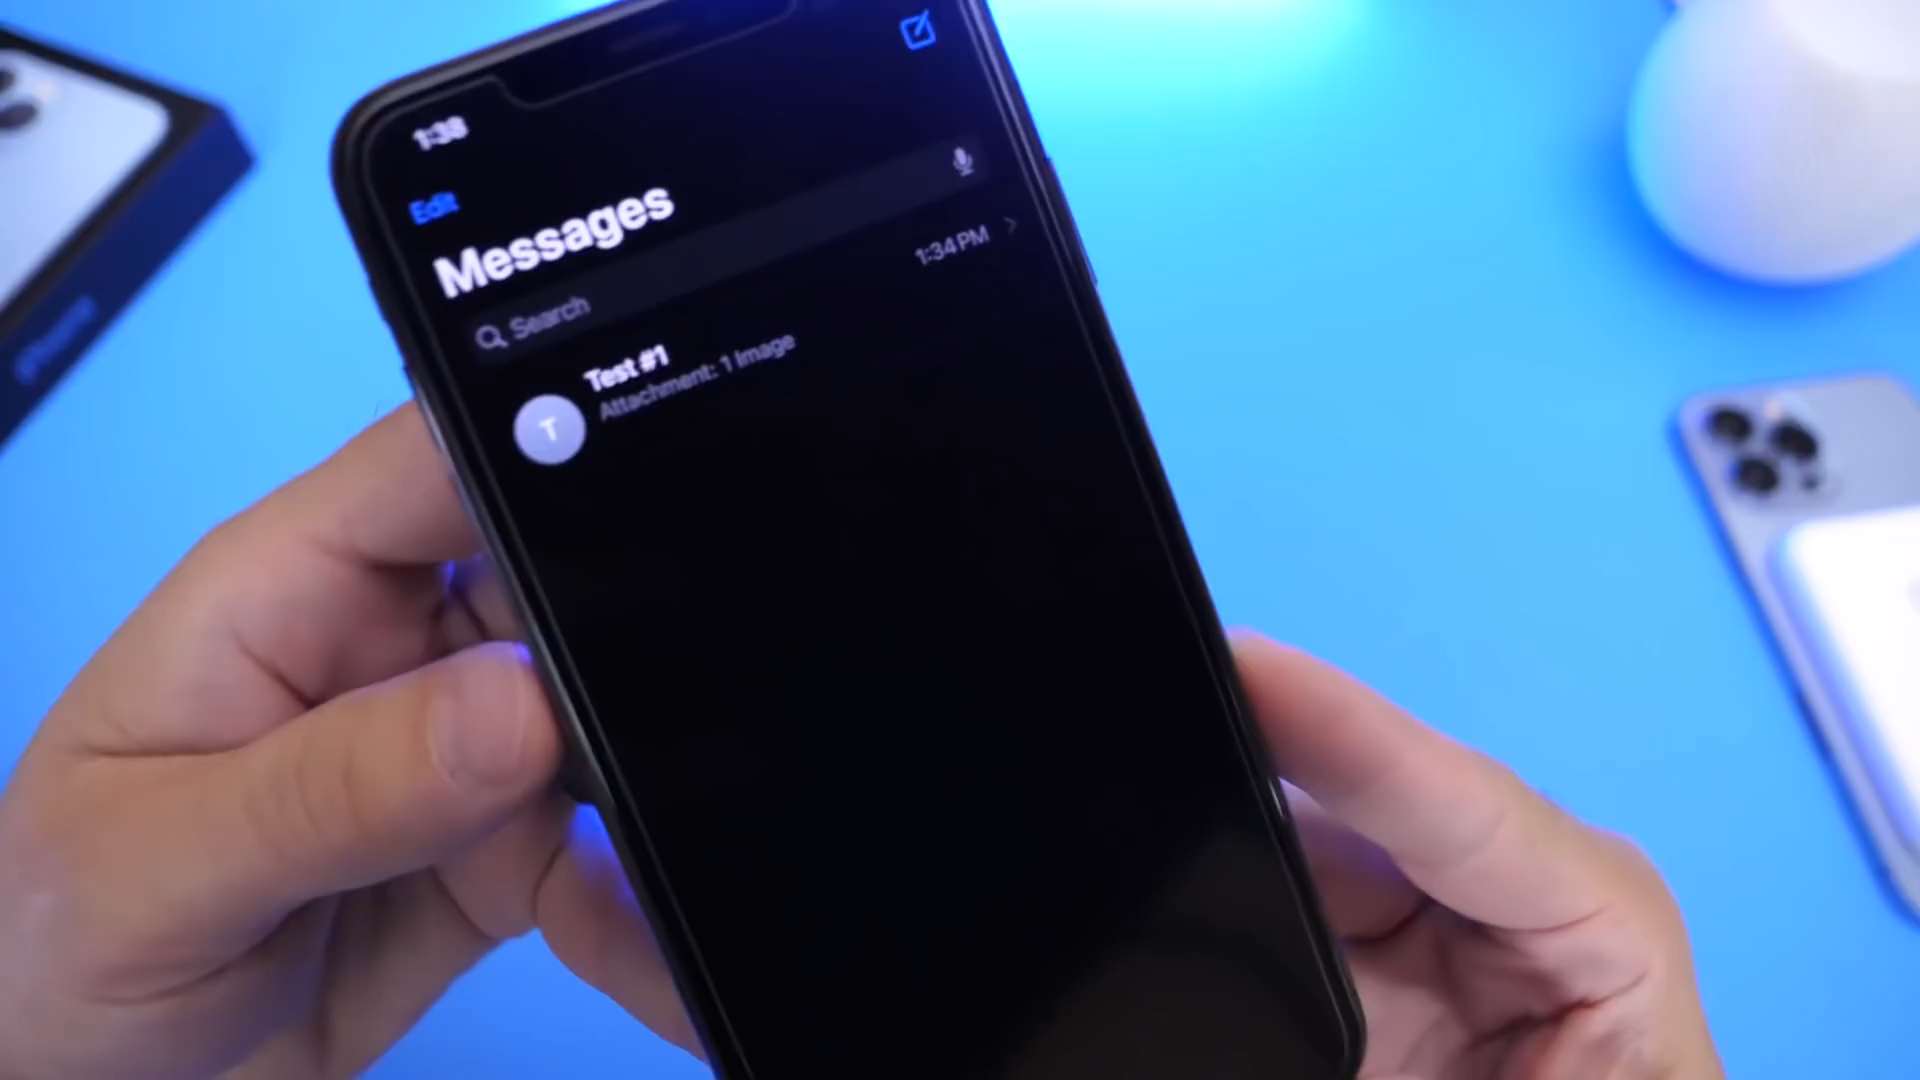 1:38
Edit
Messages
Search
Test #1
1:34 PM
Attachment: 1 Image
T